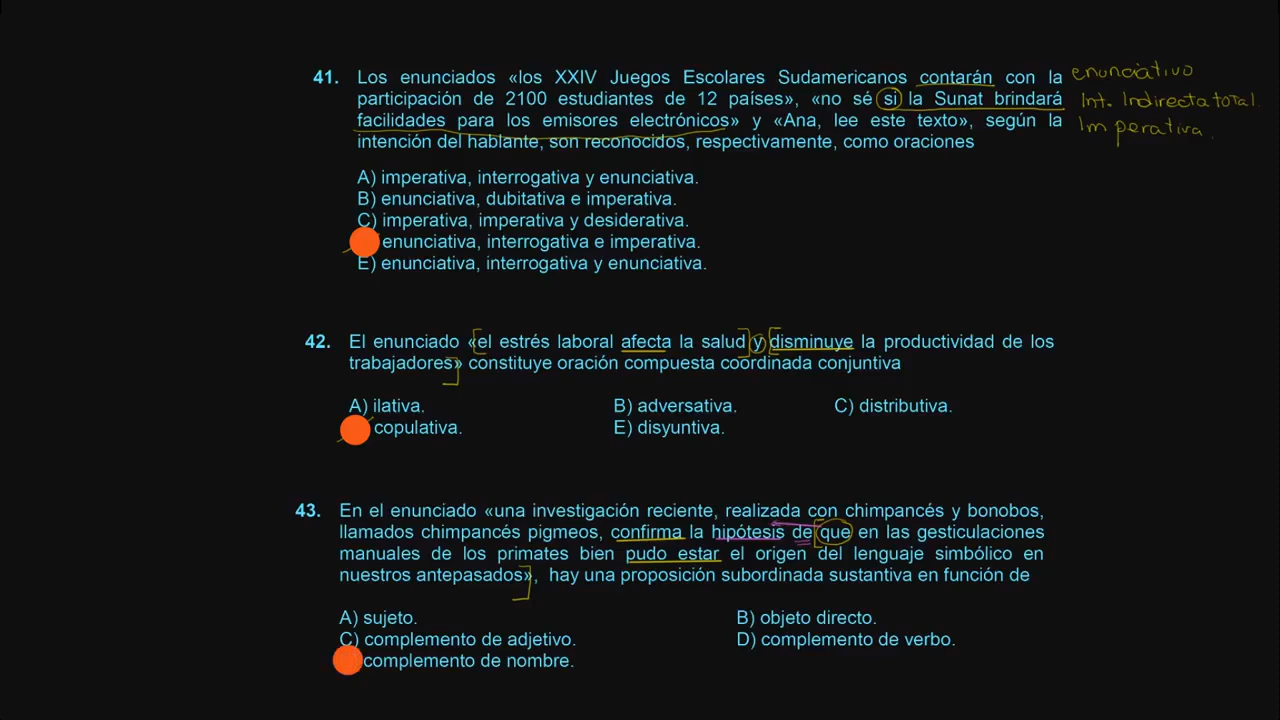 41. Los enunciados «los XXIV Juegos Escolares Sudamericanos contarán con la enunciativo
participación de 2100 estudiantes de 12 países», «no sé si la Sunat brindará Int. Indirecta total.
facilidades para los emisores electrónicos» y «Ana, lee este texto», según la Imperativa.
intención del hablante, son reconocidos, respectivamente, como oraciones
A) imperativa, interrogativa y enunciativa.
B) enunciativa, dubitativa e imperativa.
C) imperativa, imperativa y desiderativa.
enunciativa, interrogativa e imperativa.
E) enunciativa, interrogativa y enunciativa.
42. El enunciado «el estrés laboral afecta la salud y disminuye la productividad de los
trabajadores» constituye oración compuesta coordinada conjuntiva
A) ilativa. B) adversativa. C) distributiva.
copulativa. E) disyuntiva.
43. En el enunciado «una investigación reciente, realizada con chimpancés y bonobos,
llamados chimpancés pigmeos, confirma la hipótesis de que en las gesticulaciones
manuales de los primates bien pudo estar el origen del lenguaje simbólico en
nuestros antepasados», hay una proposición subordinada sustantiva en función de
A) sujeto. B) objeto directo.
C) complemento de adjetivo. D) complemento de verbo.
complemento de nombre.